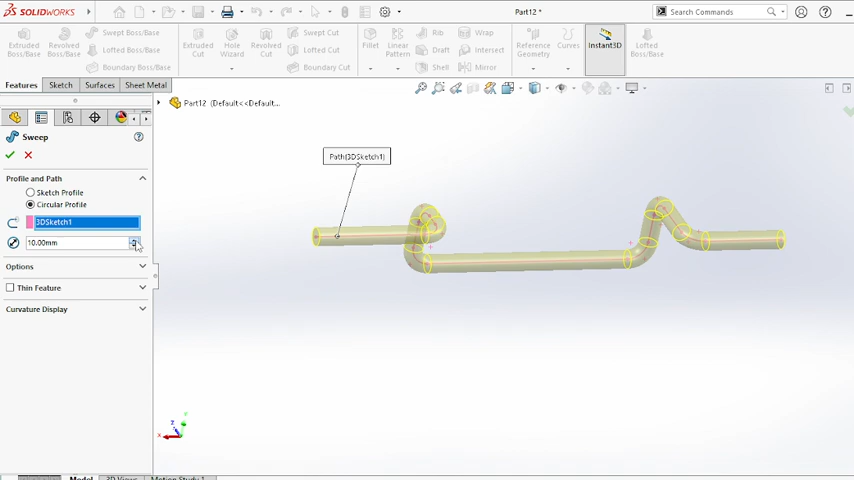 SOLIDWORKS
Part12 *
Search Commands
Extruded Boss/Base
Revolved Boss/Base
Swept Boss/Base
Lofted Boss/Base
Boundary Boss/Base
Extruded Cut
Hole Wizard
Revolved Cut
Swept Cut
Lofted Cut
Boundary Cut
Fillet
Linear Pattern
Rib
Draft
Shell
Wrap
Intersect
Mirror
Reference Geometry
Curves
Instant3D
Lofted Boss/Base
Features
Sketch
Surfaces
Sheet Metal
Part12 (Default<<Default...
Sweep
Profile and Path
Sketch Profile
Circular Profile
3DSketch1
10.00mm
Options
Thin Feature
Curvature Display
Path(3DSketch1)
Model
3D Views
Motion Study 1